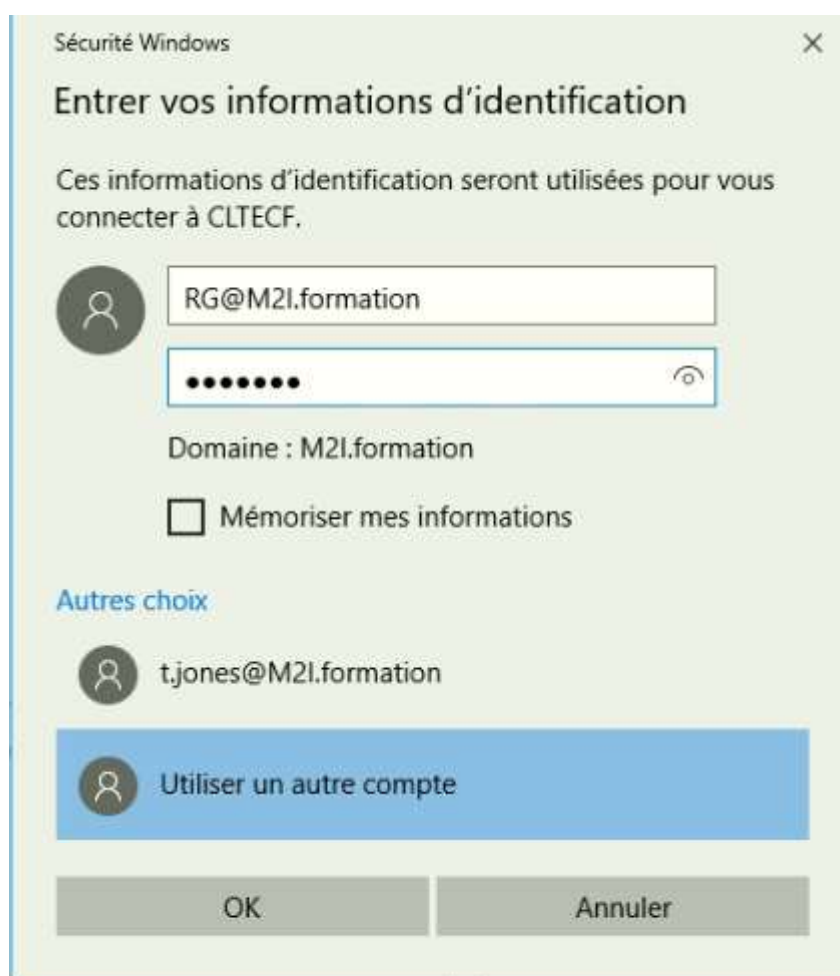 Sécurité Windows
Entrer vos informations d’identification
Ces informations d’identification seront utilisées pour vous
connecter à CLTECF.
RG@M2I.formation
●●●●●●●
Domaine : M2I.formation
Mémoriser mes informations
Autres choix
t.jones@M2I.formation
Utiliser un autre compte
OK
Annuler